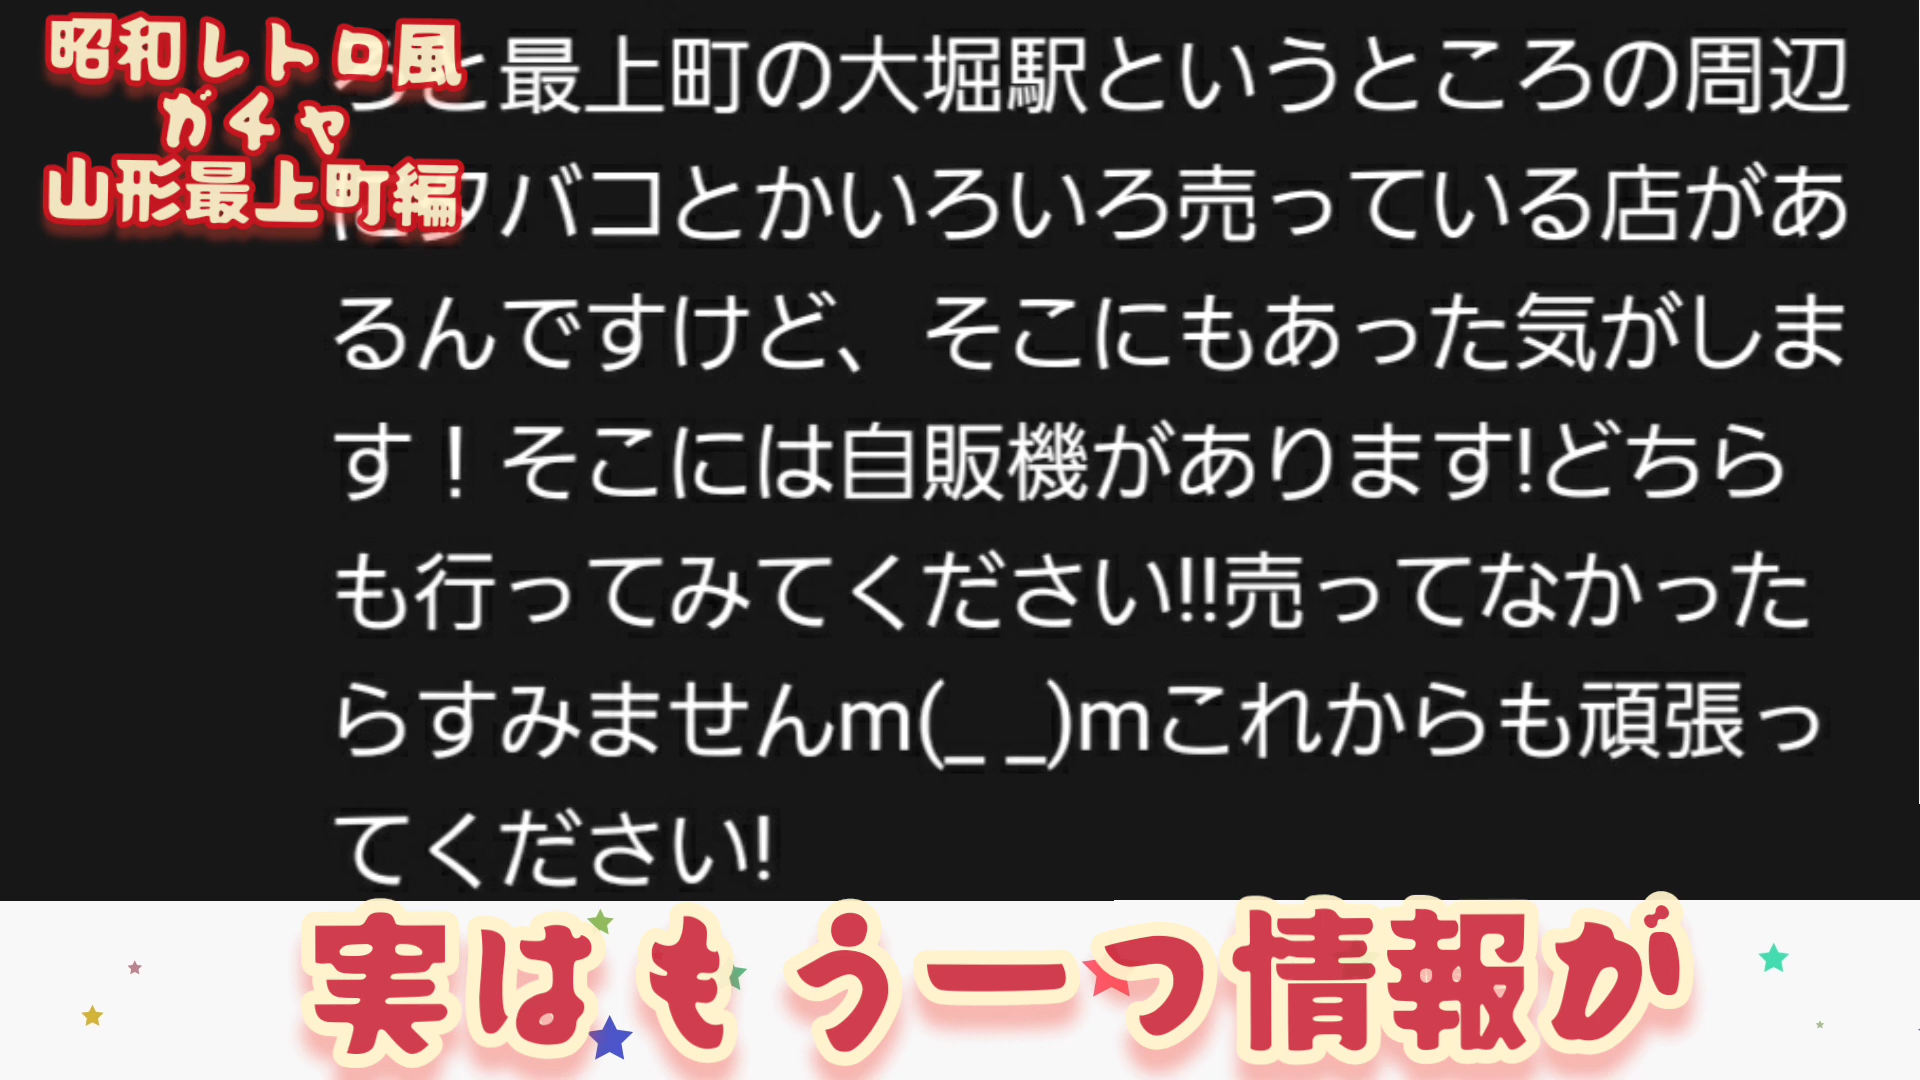 昭和レトロ風
ガチャ
山形最上町編
っと最上町の大堀駅というところの周辺
にタバコとかいろいろ売っている店があ
るんですけど、そこにもあった気がしま
す！そこには自販機があります!どちら
も行ってみてください!!売ってなかった
らすみませんm(_ _)mこれからも頑張っ
てください!
実はもう一つ情報が